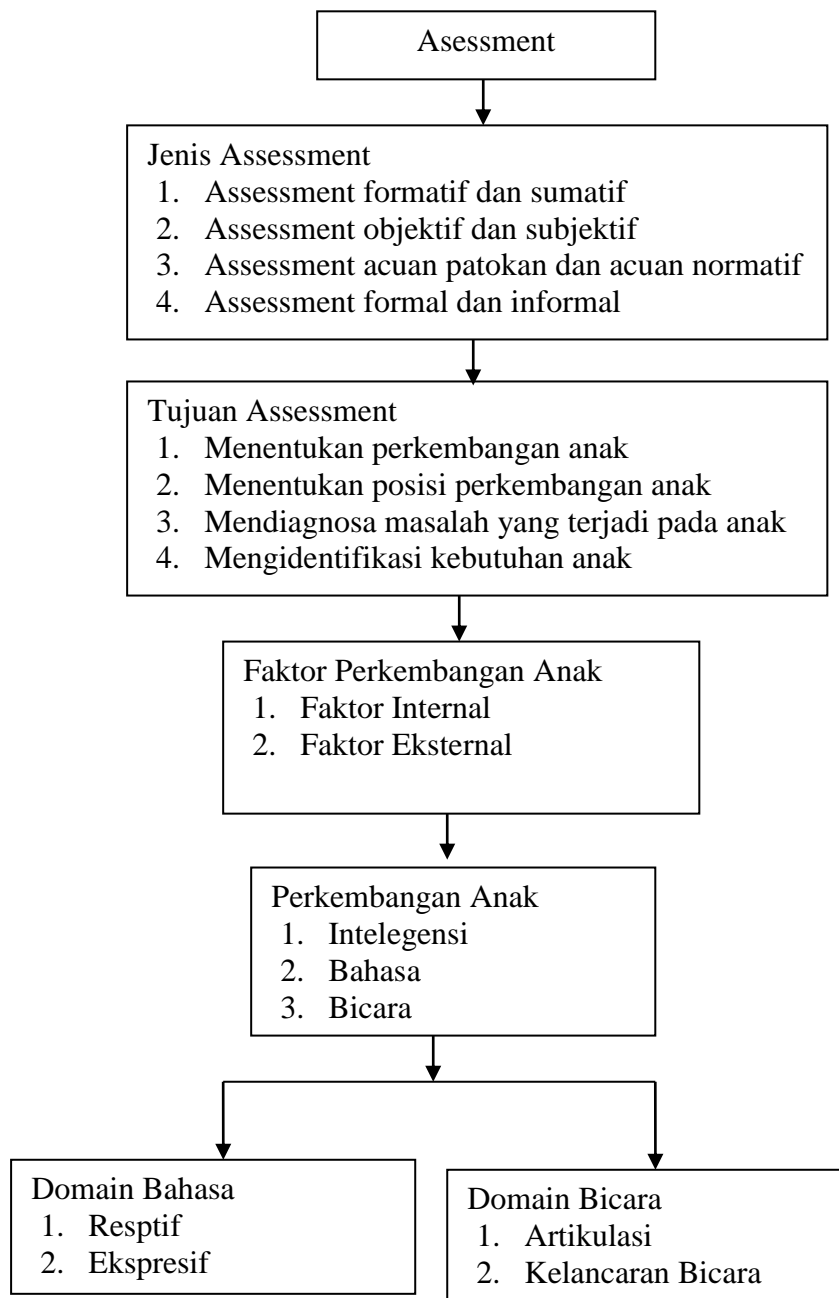 Asessment
Jenis Assessment
1. Assessment formatif dan sumatif
2. Assessment objektif dan subjektif
3. Assessment acuan patokan dan acuan normatif
4. Assessment formal dan informal
Tujuan Assessment
1. Menentukan perkembangan anak
2. Menentukan posisi perkembangan anak
3. Mendiagnosa masalah yang terjadi pada anak
4. Mengidentifikasi kebutuhan anak
Faktor Perkembangan Anak
1. Faktor Internal
2. Faktor Eksternal
Perkembangan Anak
1. Intelegensi
2. Bahasa
3. Bicara
Domain Bahasa
1. Resptif
2. Ekspresif
Domain Bicara
1. Artikulasi
2. Kelancaran Bicara